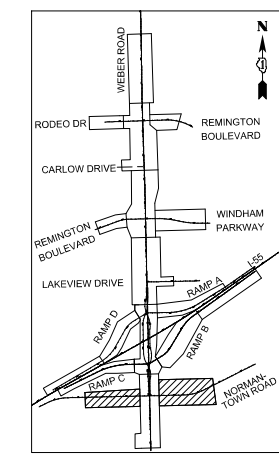 N
WEBER ROAD
RODEO DR
REMINGTON
BOULEVARD
CARLOW DRIVE
REMINGTON
BOULEVARD
WINDHAM
PARKWAY
LAKEVIEW DRIVE
I-55
RAMP A
RAMP D
RAMP B
RAMP C
NORMAN-
TOWN ROAD